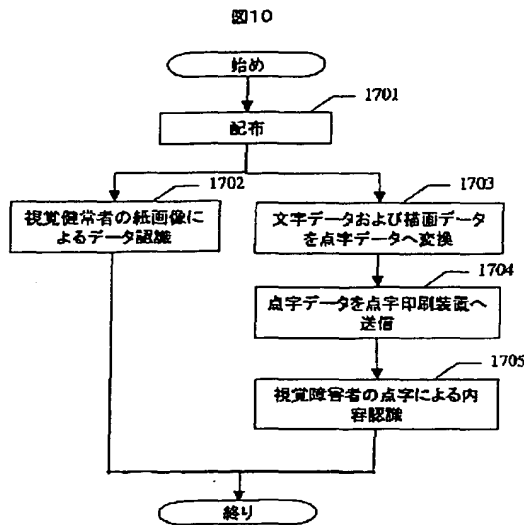 図10
始め
1701
配布
1702
視覚健常者の紙画像に
よるデータ認識
1703
文字データおよび描画データ
を点字データへ変換
1704
点字データを点字印刷装置へ
送信
1705
視覚障害者の点字による内
容認識
終り